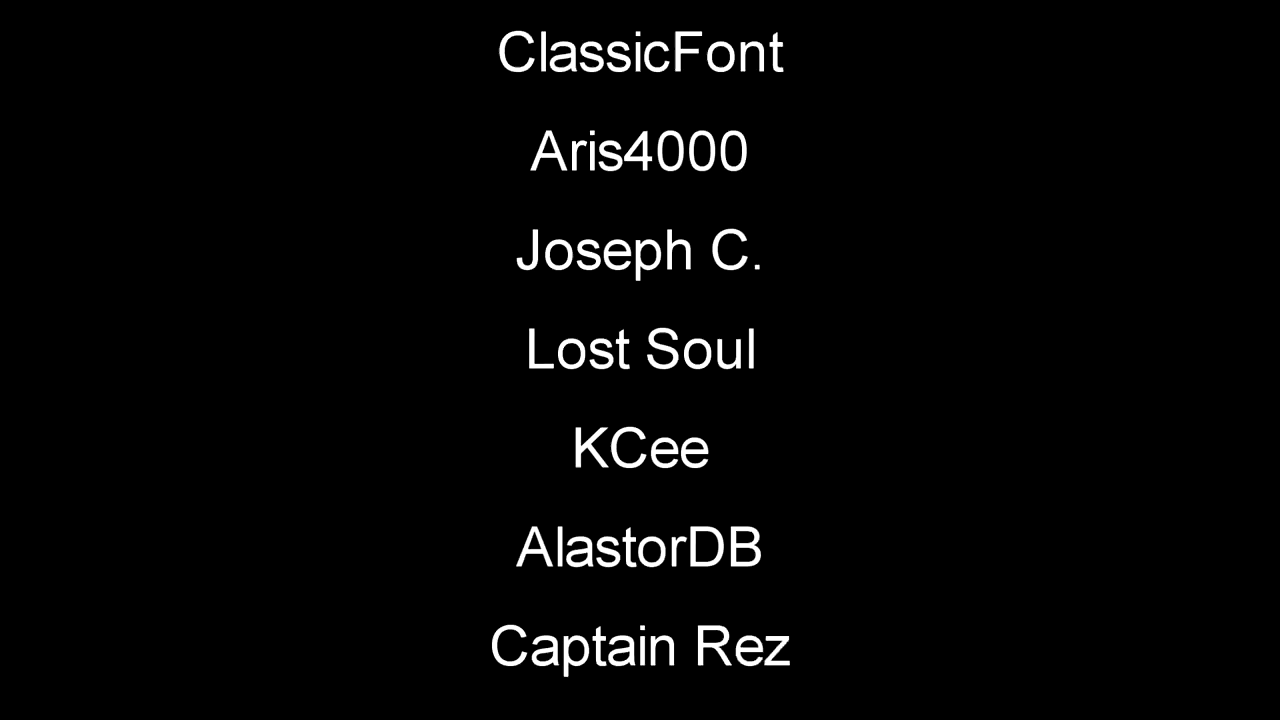 ClassicFont
Aris4000
Joseph C.
Lost Soul
KCee
AlastorDB
Captain Rez